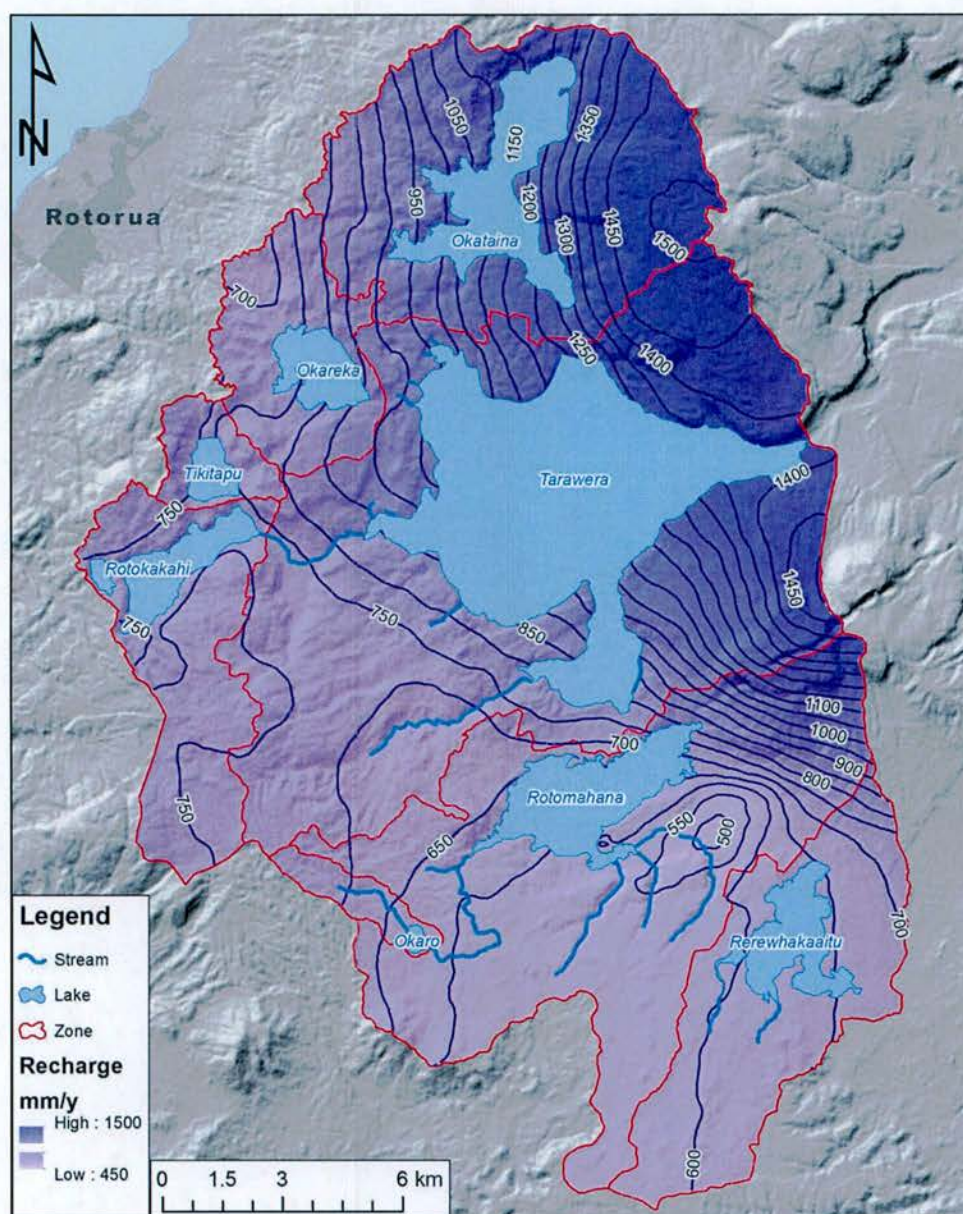 1050
1350
1150
950
1200
1450
1300
N
Rotorua
Okataina
1500
700
1250
1400
Okareka
Tikitapu
Tarawera
1400
750
Rotokakahi
1450
750
750
850
1100
700
1000
900
800
750
Rotomahana
550
500
650
700
Legend
Stream
Lake
Zone
Recharge
mm/y
High : 1500
Low : 450
Okaro
Rerewhakaaitu
600
0 1.5 3 6 km